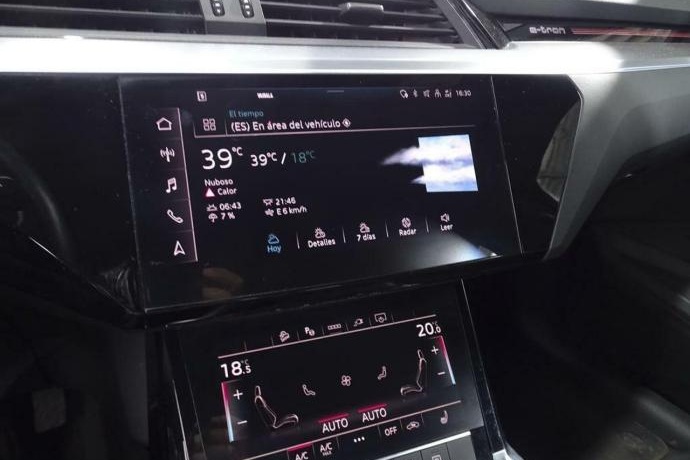 e-tron
16:30
El tiempo
(ES) En área del vehículo
39°C 39°C / 18°C
Nuboso
Calor
06:43 21:46
7 % E 6 km/h
Hoy Detalles 7 días Radar Leer
18.5 °C 20.0 °C
+ +
- -
AUTO AUTO
A/C A/C MAX ... OFF